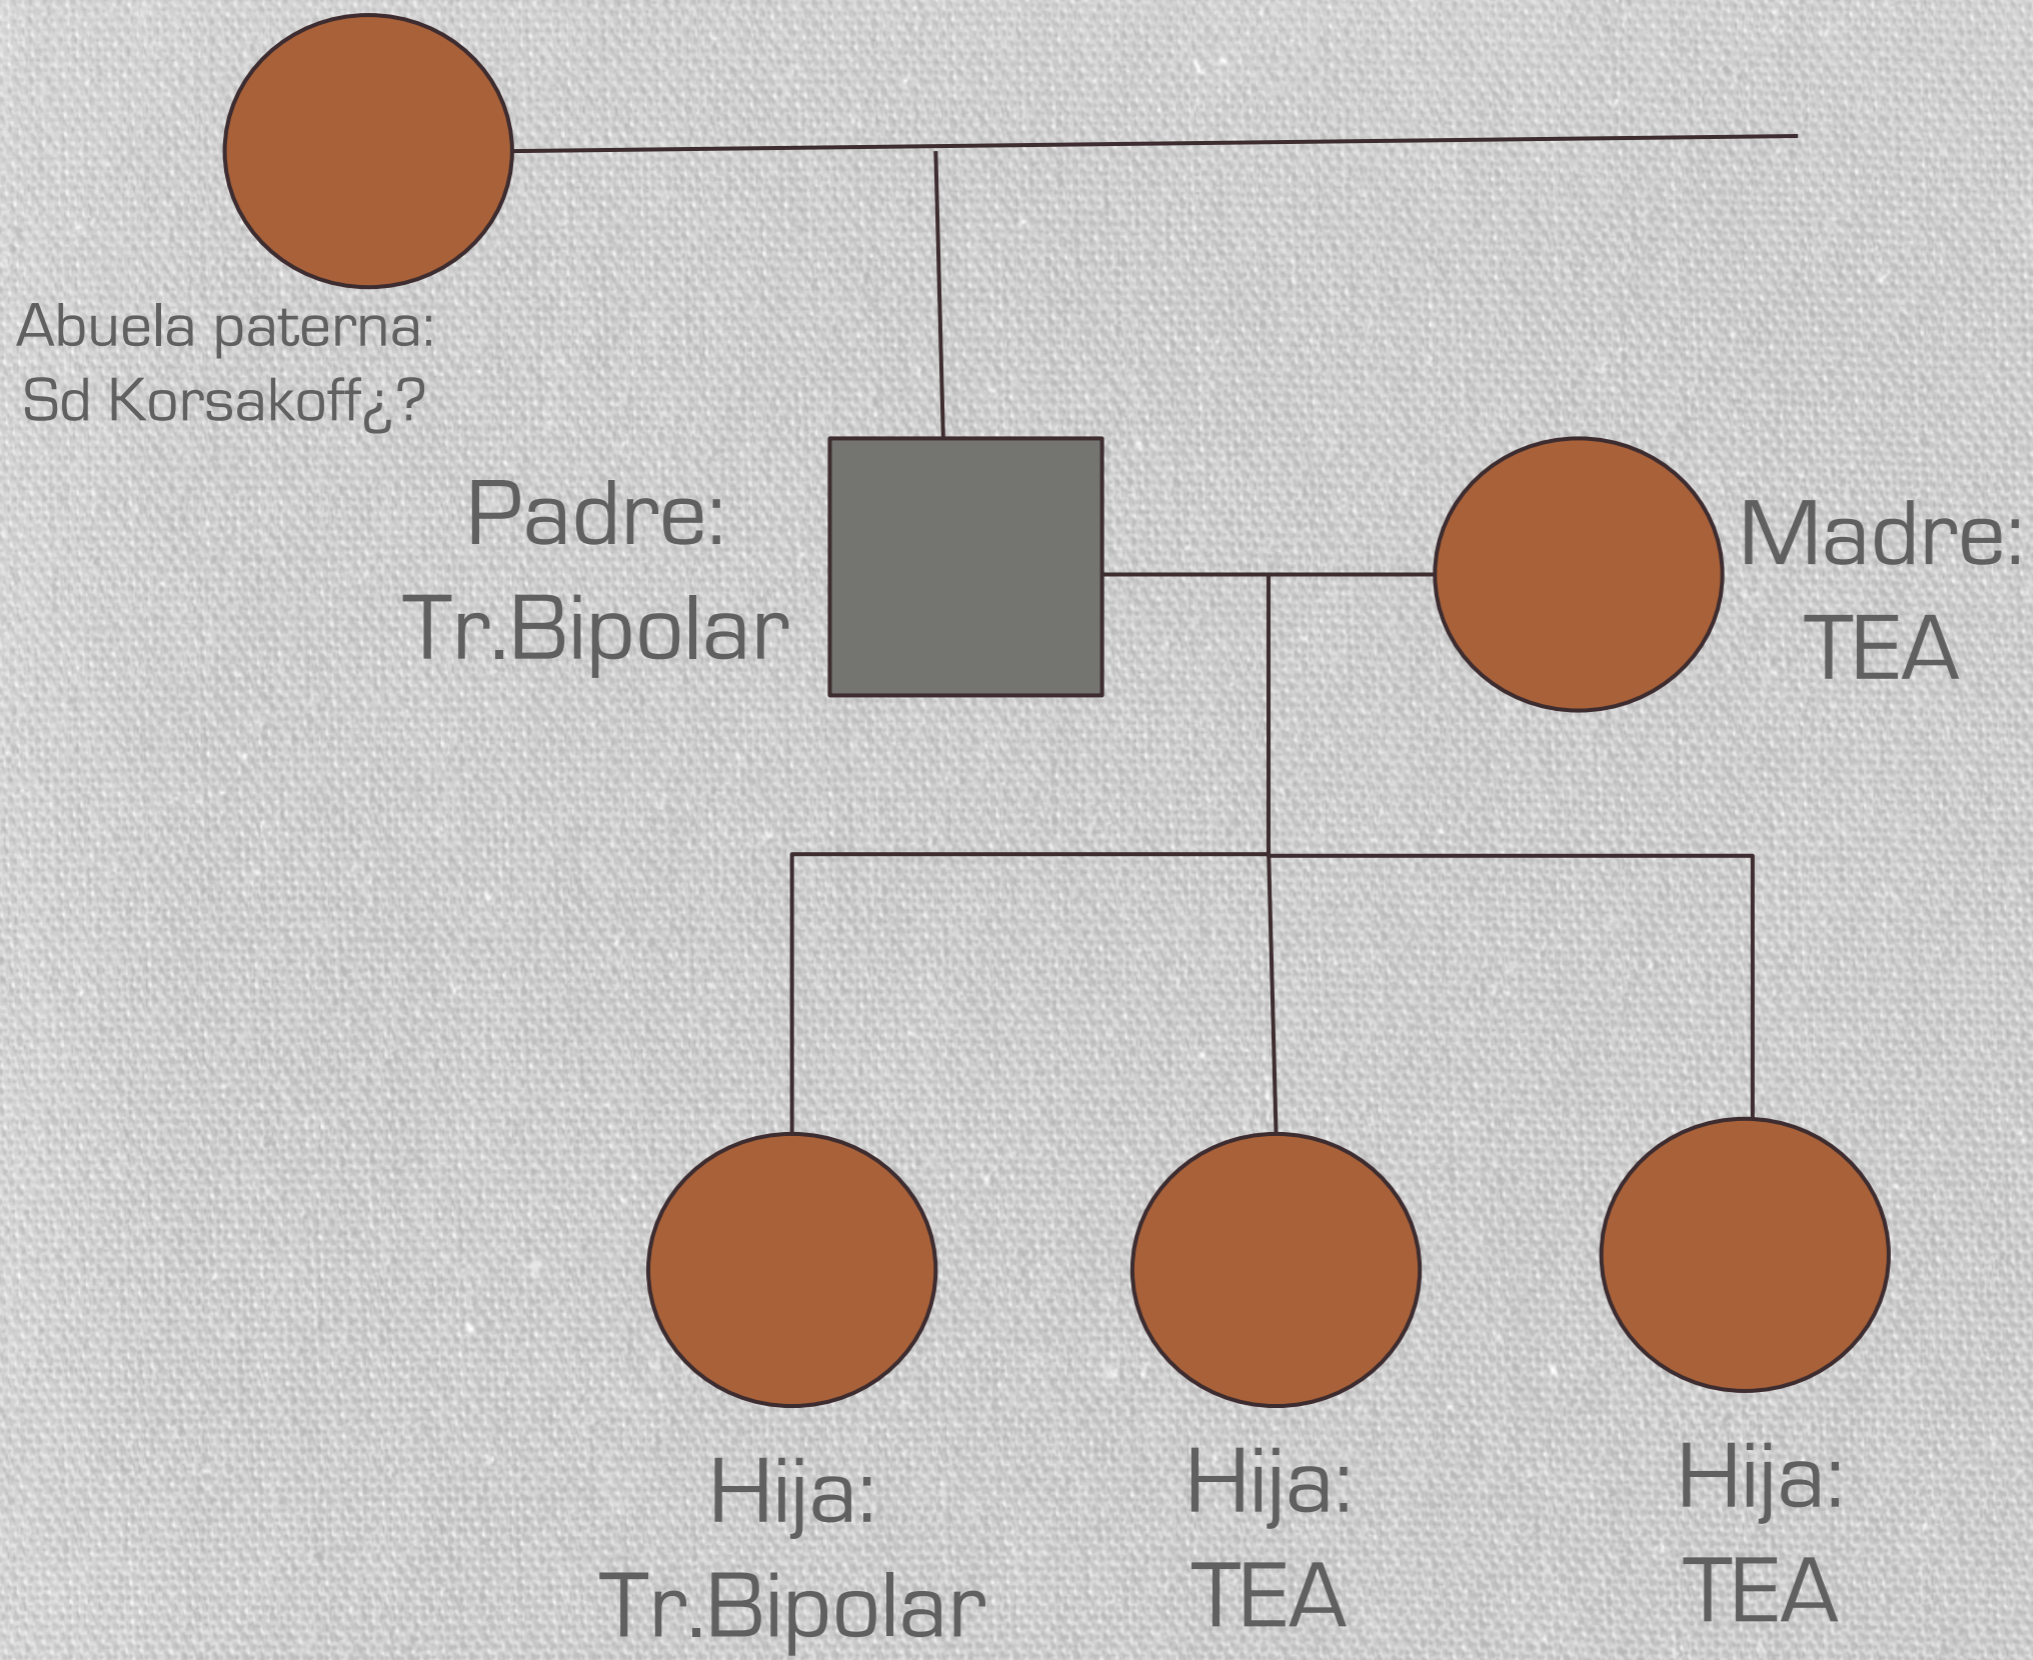 Abuela paterna:
Sd Korsakoff¿?
Padre:
Tr.Bipolar
Madre:
TEA
Hija:
Tr.Bipolar
Hija:
TEA
Hija:
TEA